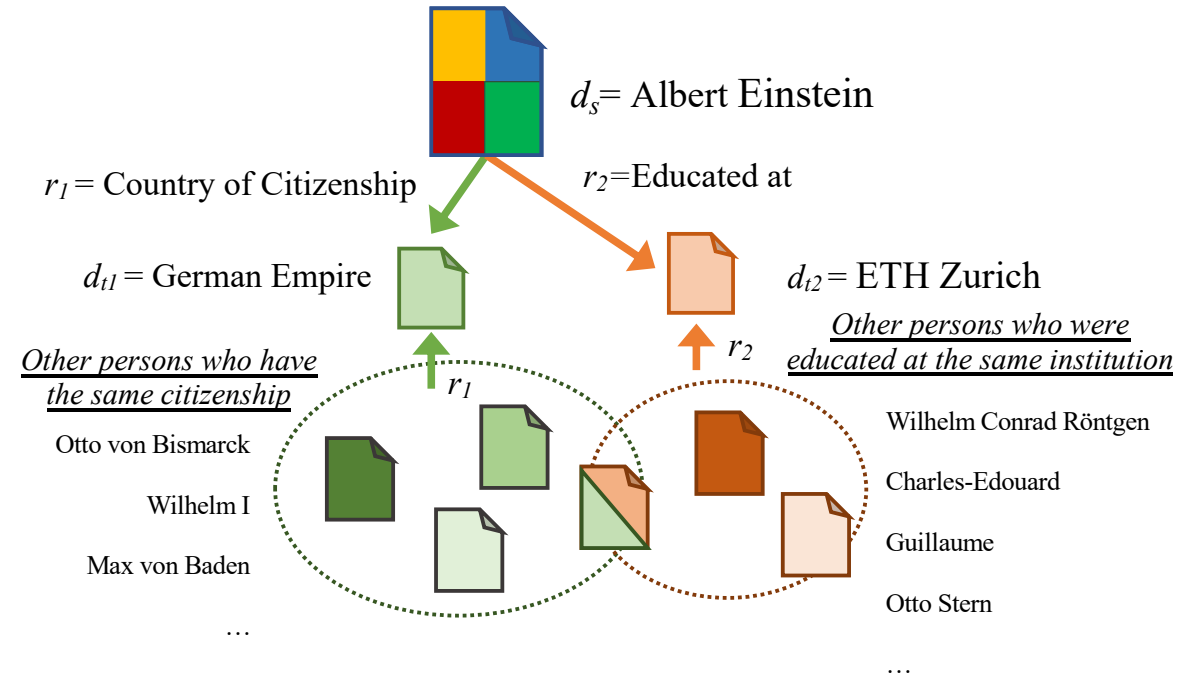 d_s= Albert Einstein
r_1 = Country of Citizenship
r_2=Educated at
d_t1 = German Empire
d_t2 = ETH Zurich
Other persons who have
the same citizenship
r_1
Otto von Bismarck
Wilhelm I
Max von Baden
…
Other persons who were
educated at the same institution
r_2
Wilhelm Conrad Röntgen
Charles-Edouard
Guillaume
Otto Stern
…